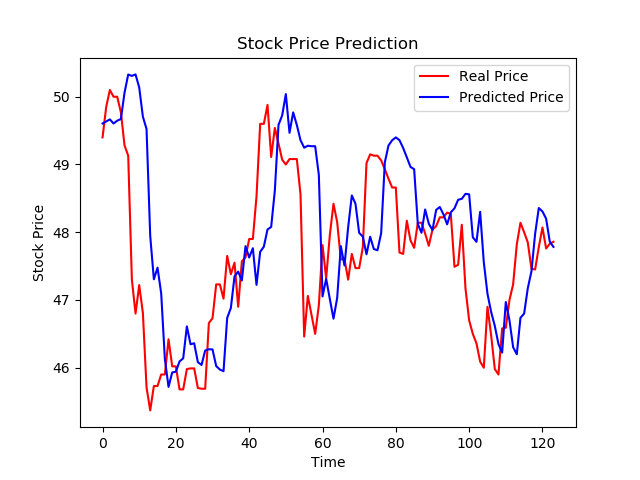 Stock Price Prediction
Real Price
Predicted Price
Stock Price
50
49
48
47
46
0 20 40 60 80 100 120
Time